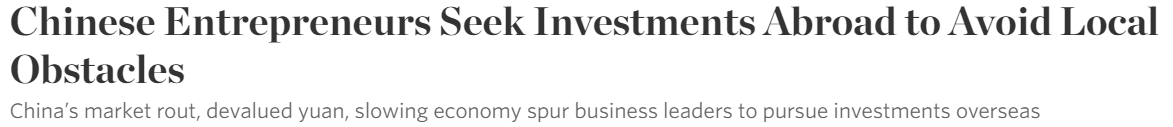 Chinese Entrepreneurs Seek Investments Abroad to Avoid Local
Obstacles
China's market rout, devalued yuan, slowing economy spur business leaders to pursue investments overseas